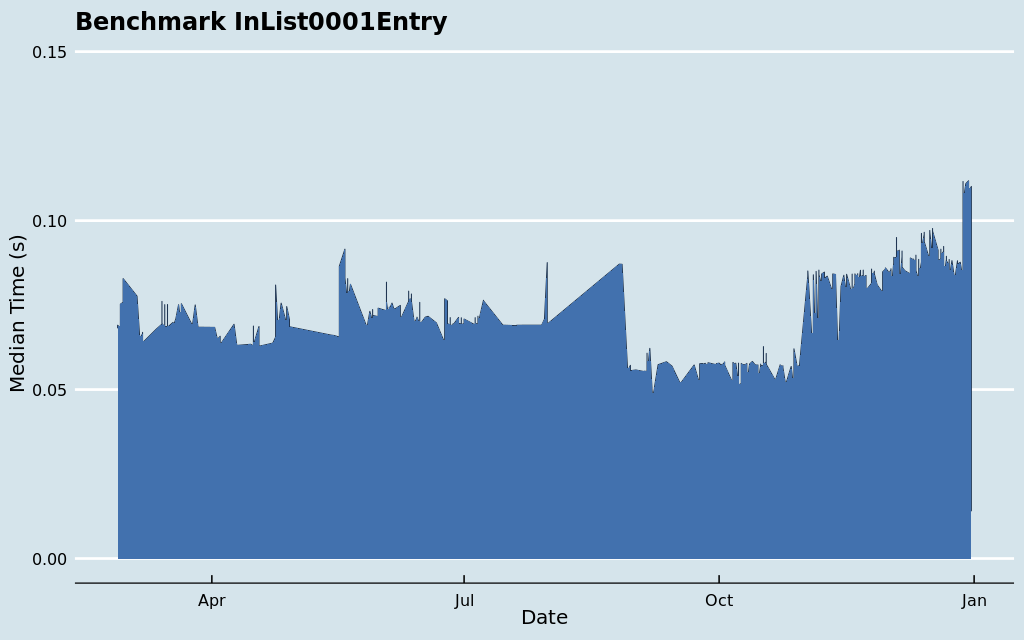 Benchmark InList0001Entry
0.15
0.10
0.05
0.00
Median Time (s)
Apr
Jul
Oct
Jan
Date